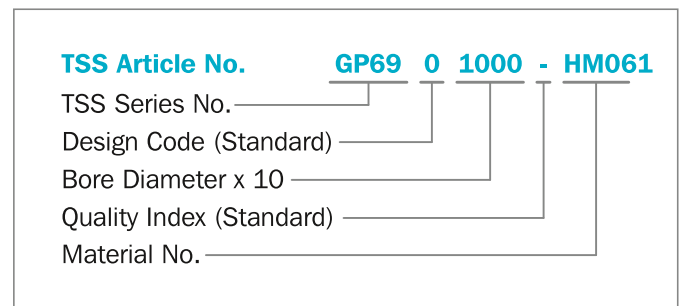 TSS Article No. GP69 0 1000 - HM061
TSS Series No.
Design Code (Standard)
Bore Diameter x 10
Quality Index (Standard)
Material No.